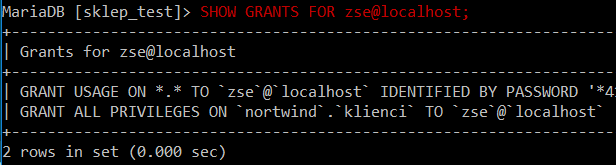 MariaDB [sklep_test]> SHOW GRANTS FOR zse@localhost;
+-----------------------------------------------------------------------
| Grants for zse@localhost
+-----------------------------------------------------------------------
| GRANT USAGE ON *.* TO `zse`@`localhost` IDENTIFIED BY PASSWORD '*4
| GRANT ALL PRIVILEGES ON `nortwind`.`klienci` TO `zse`@`localhost`
+-----------------------------------------------------------------------
2 rows in set (0.000 sec)